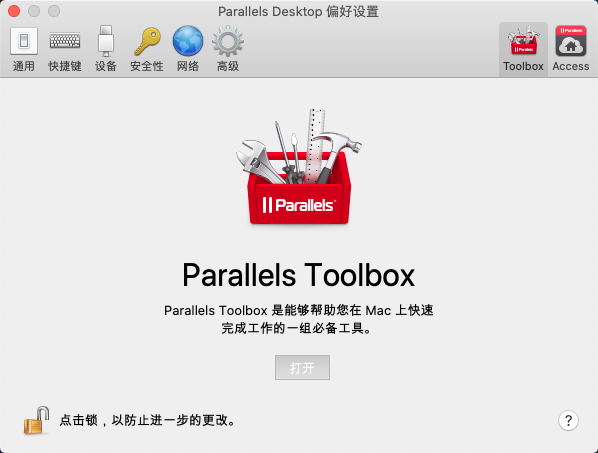 Parallels Desktop 偏好设置
通用 快捷键 设备 安全性 网络 高级 Toolbox Access
|| Parallels
|| Parallels
|| Parallels
Parallels Toolbox
Parallels Toolbox 是能够帮助您在 Mac 上快速
完成工作的一组必备工具。
打开
点击锁，以防止进一步的更改。
?